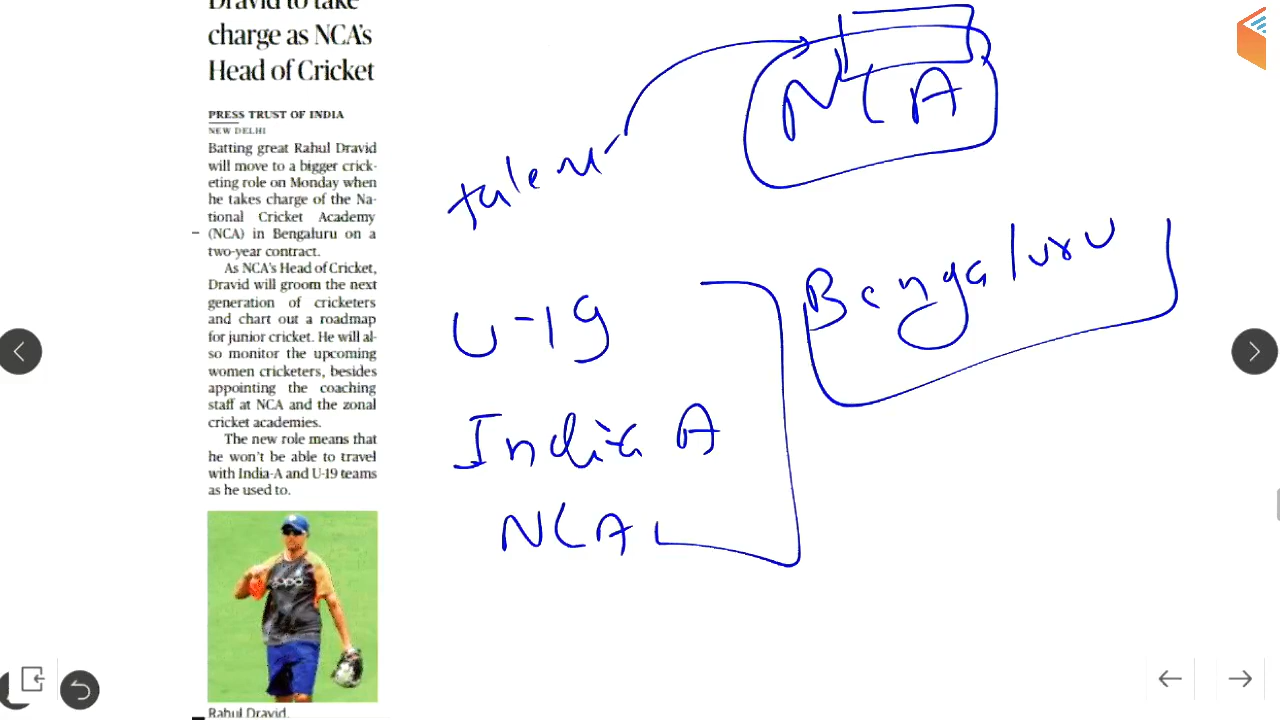 Dravid to take
charge as NCA's
Head of Cricket
PRESS TRUST OF INDIA
NEW DELHI
Batting great Rahul Dravid
will move to a bigger crick-
eting role on Monday when
he takes charge of the Na-
tional Cricket Academy
(NCA) in Bengaluru on a
two-year contract.
As NCA's Head of Cricket,
Dravid will groom the next
generation of cricketers
and chart out a roadmap
for junior cricket. He will al-
so monitor the upcoming
women cricketers, besides
appointing the coaching
staff at NCA and the zonal
cricket academies.
The new role means that
he won't be able to travel
with India-A and U-19 teams
as he used to.
oppo
Rahul Dravid.
NCA
talent
Bengaluru
U-19
India A
NCA